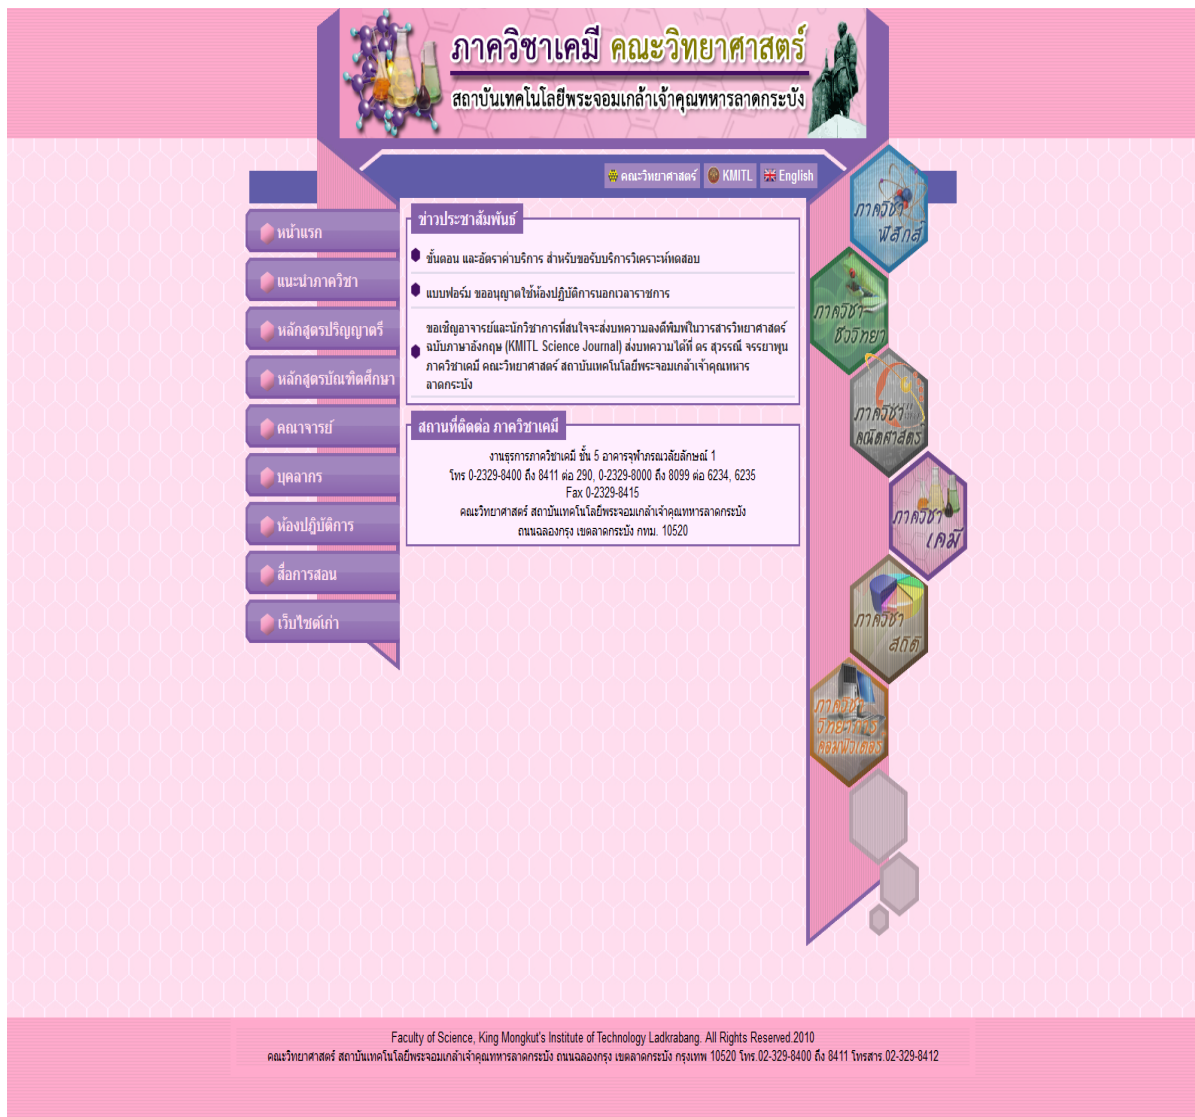 ภาควิชาเคมี คณะวิทยาศาสตร์
สถาบันเทคโนโลยีพระจอมเกล้าเจ้าคุณทหารลาดกระบัง
คณะวิทยาศาสตร์ KMITL English
หน้าแรก
แนะนำภาควิชา
หลักสูตรปริญญาตรี
หลักสูตรบัณฑิตศึกษา
คณาจารย์
บุคลากร
ห้องปฎิบัติการ
สื่อการสอน
เว็บไซต์เก่า
ข่าวประชาสัมพันธ์
ขั้นตอน และอัตราค่าบริการ สำหรับขอรับบริการวิเคราะห์ทดสอบ
แบบฟอร์ม ขออนุญาตใช้ห้องปฏิบัติการนอกเวลาราชการ
ขอเชิญอาจารย์และนักวิชาการที่สนใจจะส่งบทความลงตีพิมพ์ในวารสารวิทยาศาสตร์
ฉบับภาษาอังกฤษ (KMITL Science Journal) ส่งบทความได้ที่ ดร สุวรรณี จรรยาพูน
ภาควิชาเคมี คณะวิทยาศาสตร์ สถาบันเทคโนโลยีพระจอมเกล้าเจ้าคุณทหาร
ลาดกระบัง
สถานที่ติดต่อ ภาควิชาเคมี
งานธุรการภาควิชาเคมี ชั้น 5 อาคารจุฬาภรณวลัยลักษณ์ 1
โทร 0-2329-8400 ถึง 8411 ต่อ 290, 0-2329-8000 ถึง 8099 ต่อ 6234, 6235
Fax 0-2329-8415
คณะวิทยาศาสตร์ สถาบันเทคโนโลยีพระจอมเกล้าเจ้าคุณทหารลาดกระบัง
ถนนฉลองกรุง เขตลาดกระบัง กทม. 10520
ภาควิชา
ฟิสิกส์
ภาควิชา
ชีววิทยา
ภาควิชา
คณิตศาสตร์
ภาควิชา
เคมี
ภาควิชา
สถิติ
ภาควิชา
วิทยาการ
คอมพิวเตอร์
Faculty of Science, King Mongkut's Institute of Technology Ladkrabang. All Rights Reserved.2010
คณะวิทยาศาสตร์ สถาบันเทคโนโลยีพระจอมเกล้าเจ้าคุณทหารลาดกระบัง ถนนฉลองกรุง เขตลาดกระบัง กรุงเทพ 10520 โทร.02-329-8400 ถึง 8411 โทรสาร.02-329-8412